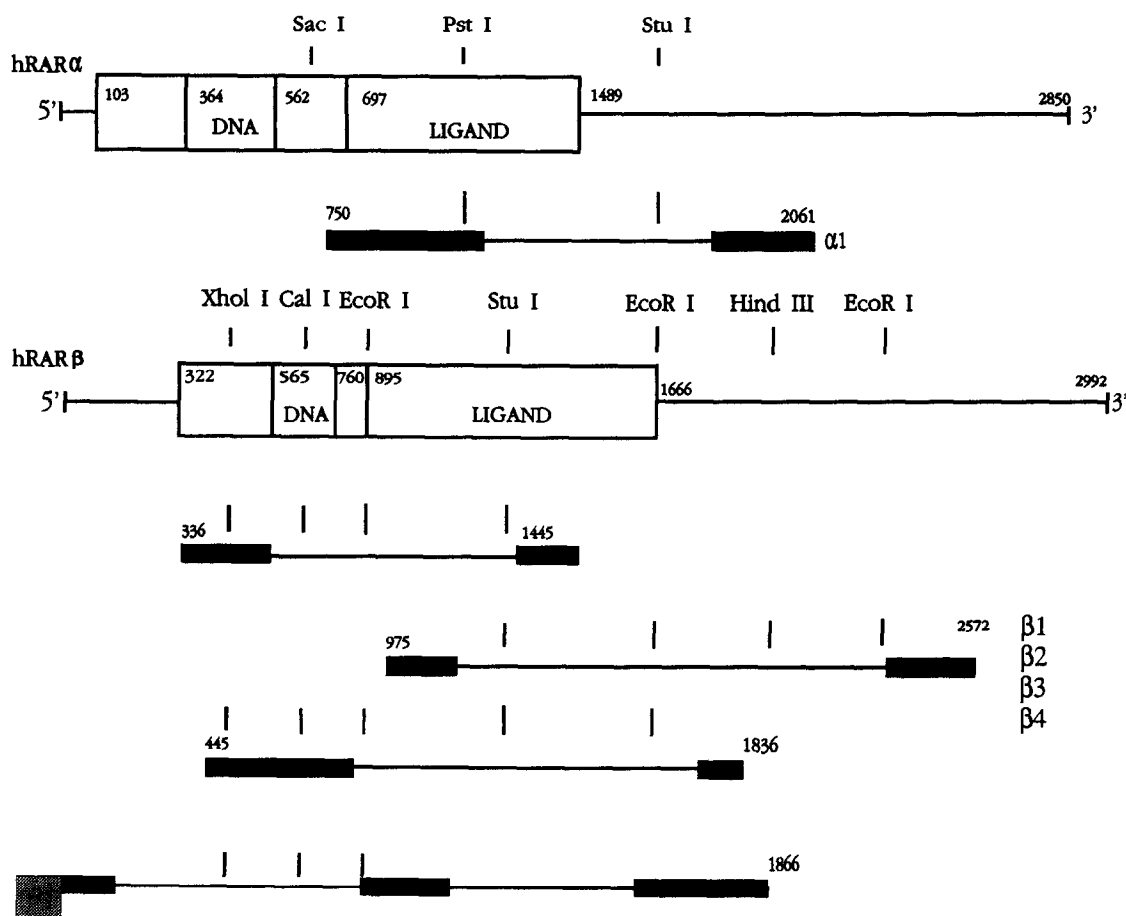 Sac I Pst I Stu I
hRARα
5' 103 364 562 697 1489 2850 3'
DNA LIGAND
750 2061 α1
Xhol I Cal I EcoR I Stu I EcoR I Hind III EcoR I
hRARβ
322 565 760 895 1666 2992
5' DNA LIGAND 3'
336 1445
975 2572 β1
β2
β3
445 1836 β4
1866